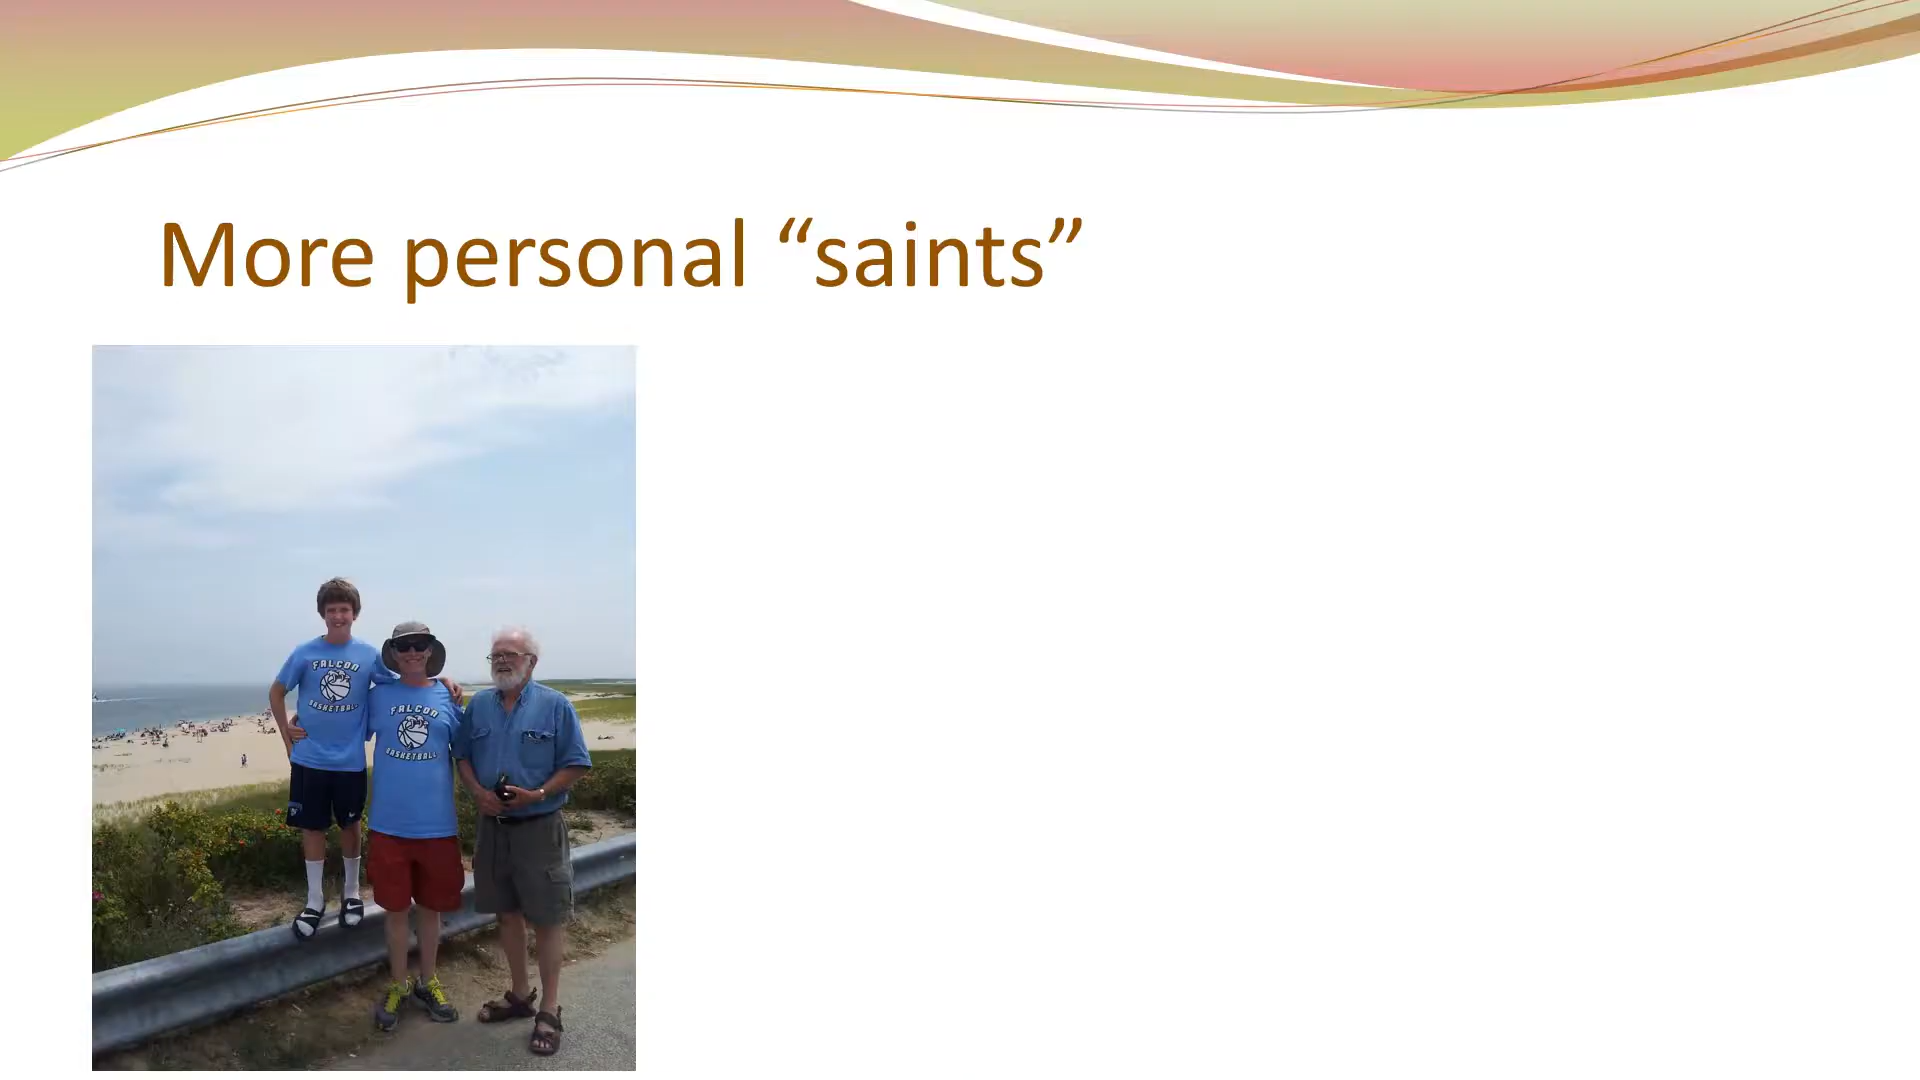 More personal “saints”
FALCON
BASKETBALL
FALCON
BASKETBALL